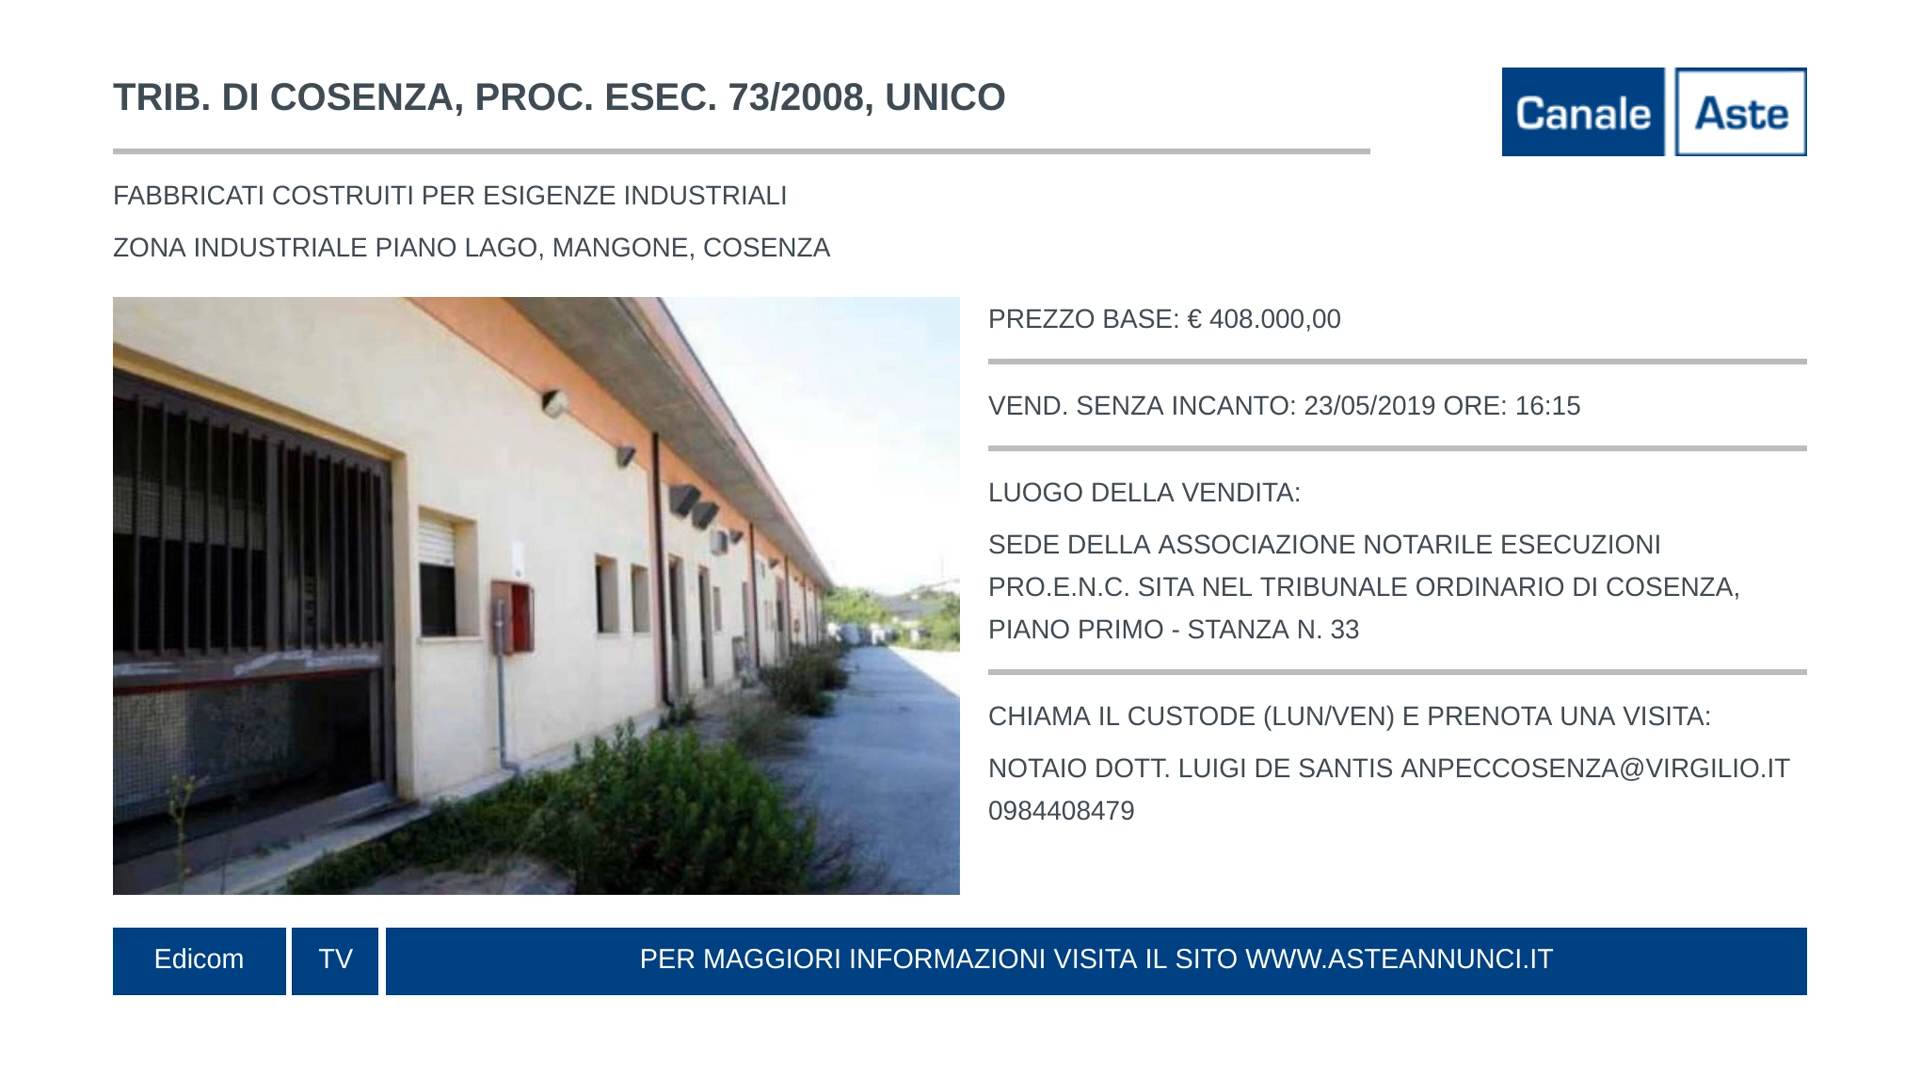 TRIB. DI COSENZA, PROC. ESEC. 73/2008, UNICO
Canale Aste
FABBRICATI COSTRUITI PER ESIGENZE INDUSTRIALI
ZONA INDUSTRIALE PIANO LAGO, MANGONE, COSENZA
PREZZO BASE: € 408.000,00
VEND. SENZA INCANTO: 23/05/2019 ORE: 16:15
LUOGO DELLA VENDITA:
SEDE DELLA ASSOCIAZIONE NOTARILE ESECUZIONI
PRO.E.N.C. SITA NEL TRIBUNALE ORDINARIO DI COSENZA,
PIANO PRIMO - STANZA N. 33
CHIAMA IL CUSTODE (LUN/VEN) E PRENOTA UNA VISITA:
NOTAIO DOTT. LUIGI DE SANTIS ANPECCOSENZA@VIRGILIO.IT
0984408479
Edicom TV PER MAGGIORI INFORMAZIONI VISITA IL SITO WWW.ASTEANNUNCI.IT